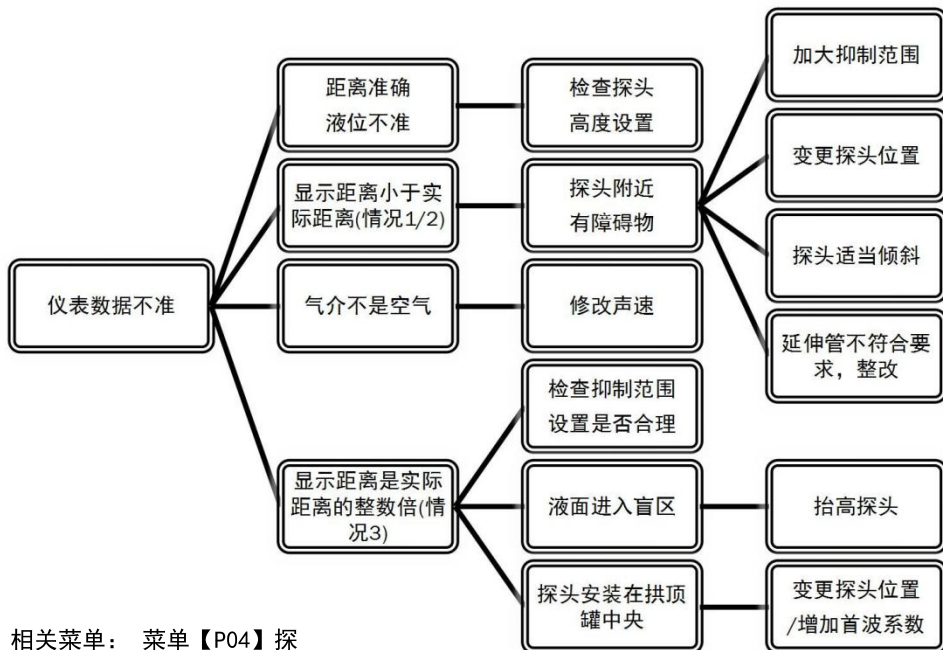 仪表数据不准
距离准确
液位不准
检查探头
高度设置
显示距离小于实
际距离(情况1/2)
探头附近
有障碍物
加大抑制范围
变更探头位置
探头适当倾斜
延伸管不符合要
求，整改
气介不是空气
修改声速
显示距离是实际
距离的整数倍(情
况3)
检查抑制范围
设置是否合理
液面进入盲区
抬高探头
探头安装在拱顶
罐中央
变更探头位置
/增加首波系数
相关菜单： 菜单【P04】探